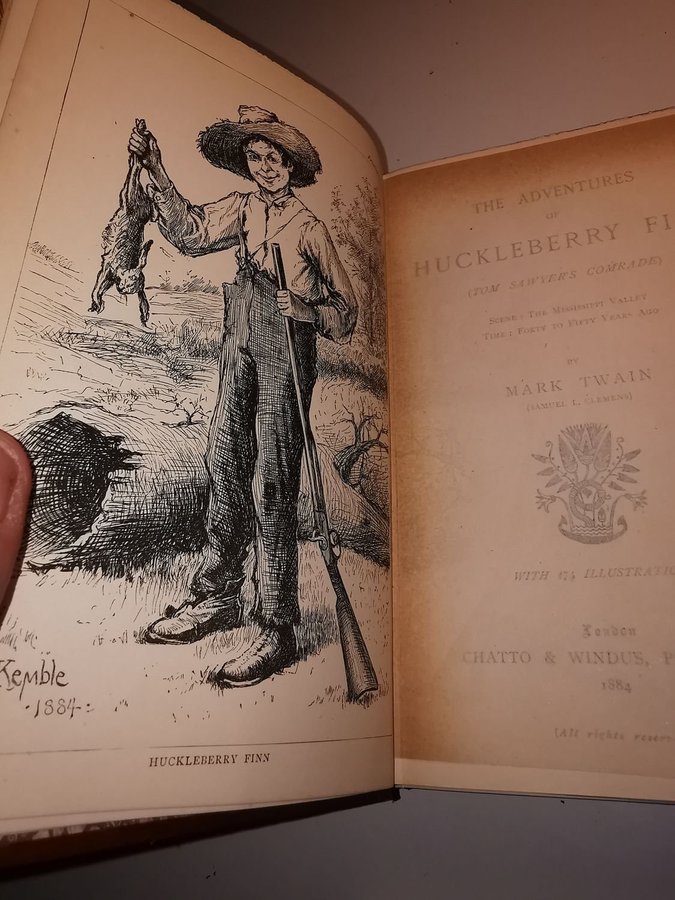 Kemble
1884
HUCKLEBERRY FINN
THE ADVENTURES
OF
HUCKLEBERRY FI
(TOM SAWYER'S COMRADE)
SCENE: THE MISSISSIPPI VALLEY
TIME: FORTY TO FIFTY YEARS AGO
BY
MARK TWAIN
(SAMUEL L. CLEMENS)
WITH 174 ILLUSTRATIO
London
CHATTO & WINDUS, P
1884
[All rights reser